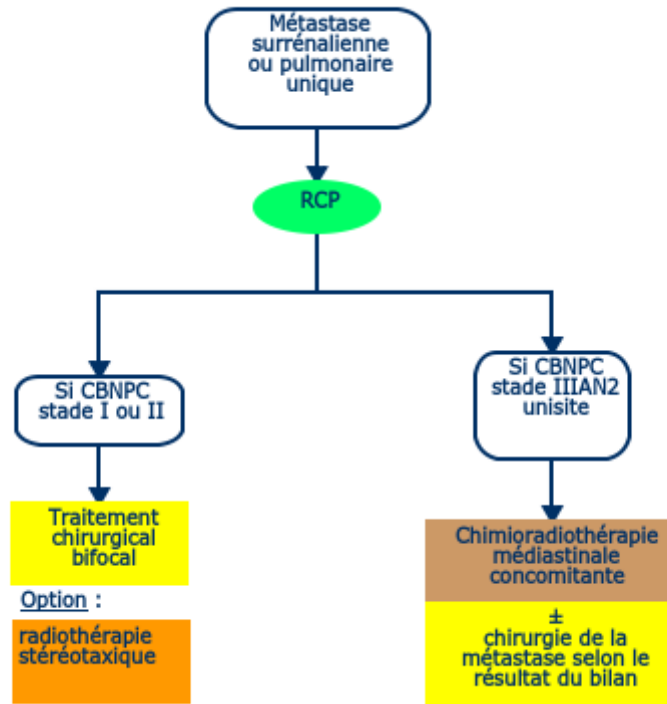 Métastase
surrénalienne
ou pulmonaire
unique
RCP
Si CBNPC
stade I ou II
Si CBNPC
stade IIIAN2
unisite
Traitement
chirurgical
bifocal
Option :
radiothérapie
stéréotaxique
Chimioradiothérapie
médiastinale
concomitante
±
chirurgie de la
métastase selon le
résultat du bilan